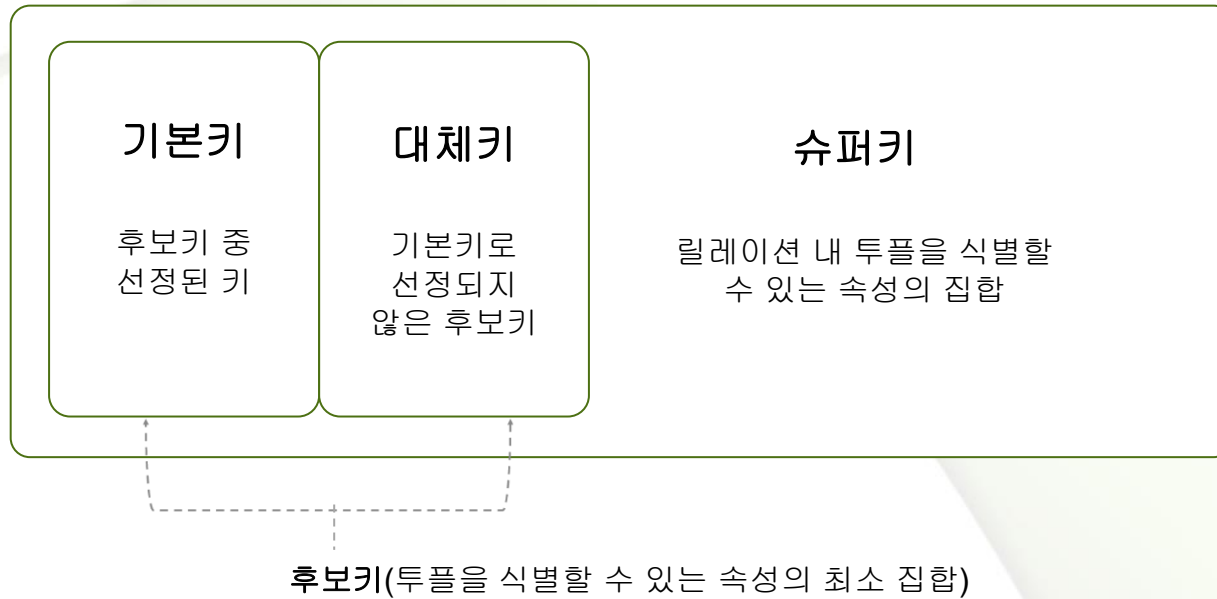 기본키
후보키 중
선정된 키
대체키
기본키로
선정되지
않은 후보키
슈퍼키
릴레이션 내 투플을 식별할
수 있는 속성의 집합
후보키(투플을 식별할 수 있는 속성의 최소 집합)